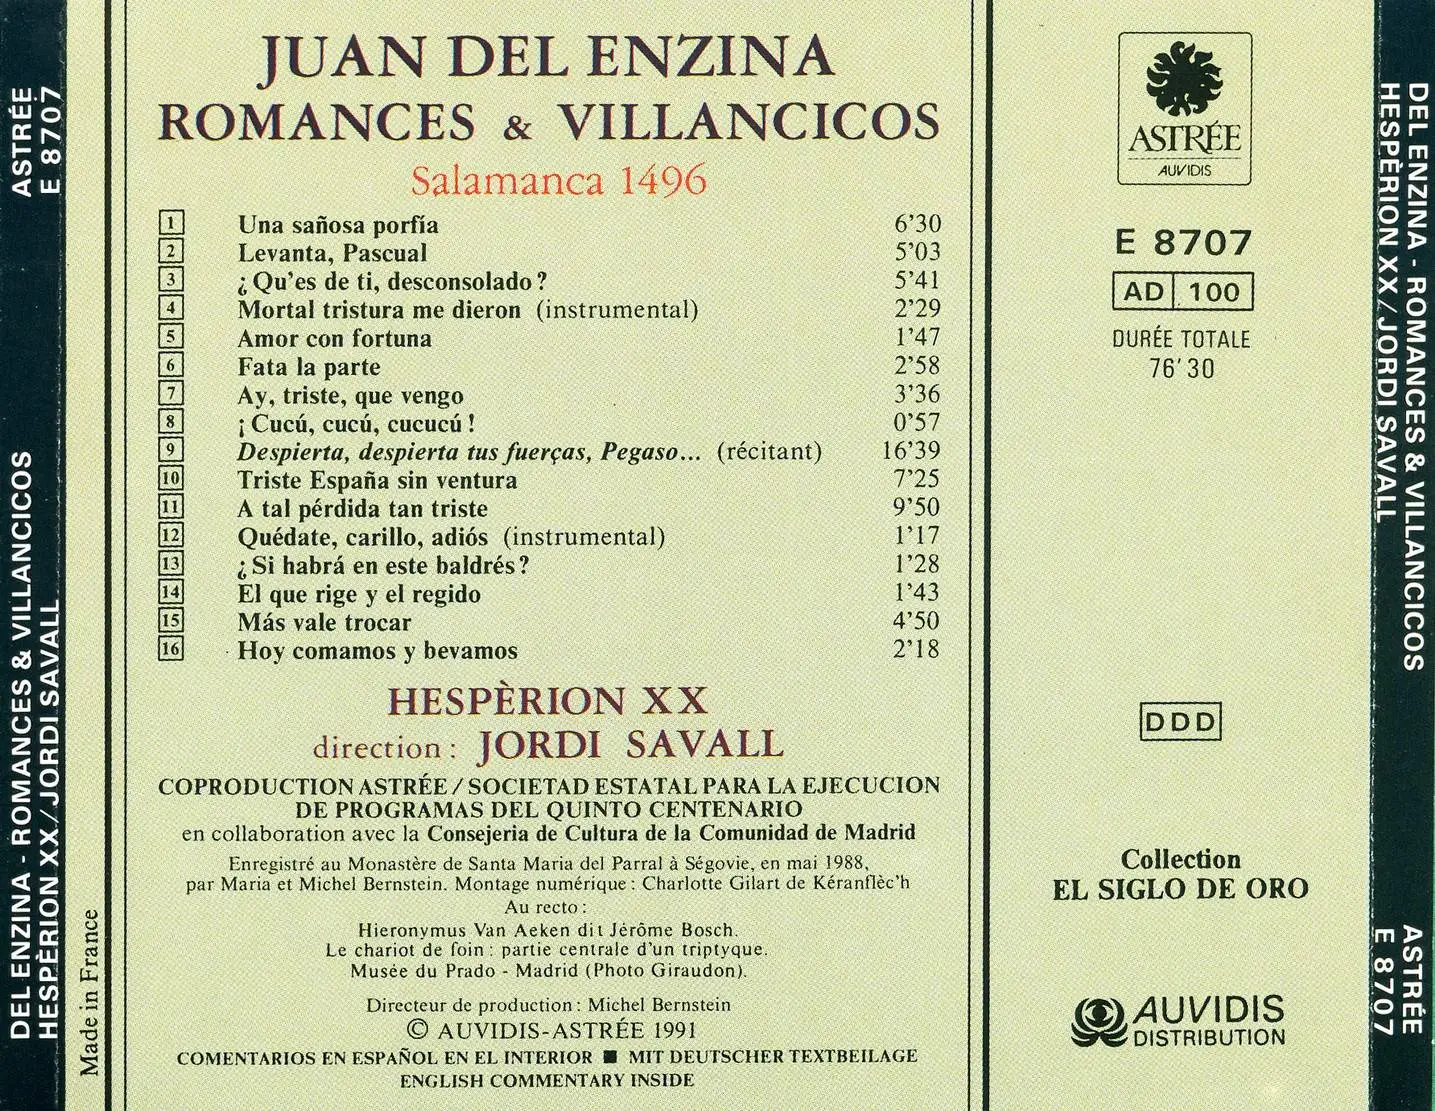 ASTRÉE
E 8707
DEL ENZINA - ROMANCES & VILLANCICOS
HESPÈRION XX/JORDI SAVALL
Made in France
JUAN DEL ENZINA
ROMANCES & VILLANCICOS
Salamanca 1496
1 Una sañosa porfía 6'30
2 Levanta, Pascual 5'03
3 ¿Qu'es de ti, desconsolado? 5'41
4 Mortal tristura me dieron (instrumental) 2'29
5 Amor con fortuna 1'47
6 Fata la parte 2'58
7 Ay, triste, que vengo 3'36
8 ¡Cucú, cucú, cucucú! 0'57
9 Despierta, despierta tus fuerças, Pegaso... (récitant) 16'39
10 Triste España sin ventura 7'25
11 A tal pérdida tan triste 9'50
12 Quédate, carillo, adiós (instrumental) 1'17
13 ¿Si habrá en este baldrés? 1'28
14 El que rige y el regido 1'43
15 Más vale trocar 4'50
16 Hoy comamos y bevamos 2'18
HESPÈRION XX
direction: JORDI SAVALL
COPRODUCTION ASTRÉE / SOCIETAD ESTATAL PARA LA EJECUCION
DE PROGRAMAS DEL QUINTO CENTENARIO
en collaboration avec la Consejeria de Cultura de la Comunidad de Madrid
Enregistré au Monastère de Santa Maria del Parral à Ségovie, en mai 1988,
par Maria et Michel Bernstein. Montage numérique: Charlotte Gilart de Kéranflèc'h
Au recto:
Hieronymus Van Aeken dit Jérôme Bosch.
Le chariot de foin: partie centrale d'un triptyque.
Musée du Prado - Madrid (Photo Giraudon).
Directeur de production: Michel Bernstein
© AUVIDIS-ASTRÉE 1991
COMENTARIOS EN ESPAÑOL EN EL INTERIOR ■ MIT DEUTSCHER TEXTBEILAGE
ENGLISH COMMENTARY INSIDE
ASTRÉE
AUVIDIS
E 8707
AD 100
DURÉE TOTALE
76'30
DDD
Collection
EL SIGLO DE ORO
AUVIDIS
DISTRIBUTION
DEL ENZINA - ROMANCES & VILLANCICOS
HESPÈRION XX/JORDI SAVALL
ASTRÉE
E 8707